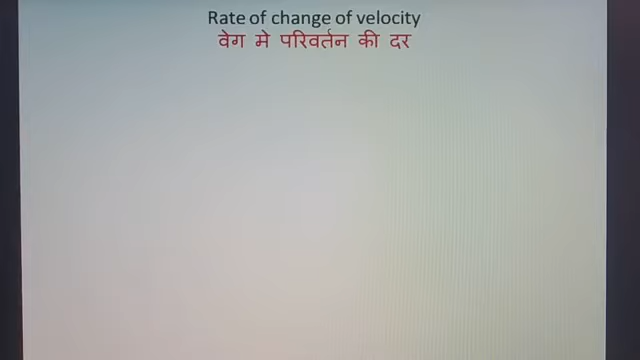 Rate of change of velocity
वेग मे परिवर्तन की दर